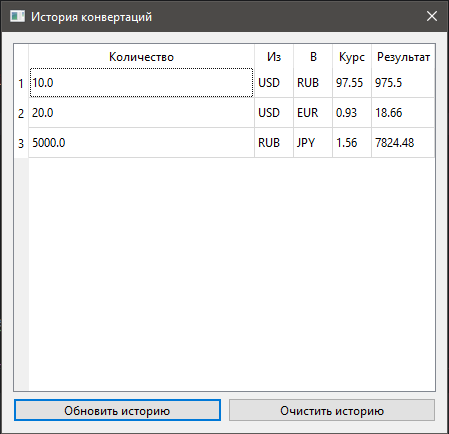 История конвертаций
Количество Из В Курс Результат
1 10.0 USD RUB 97.55 975.5
2 20.0 USD EUR 0.93 18.66
3 5000.0 RUB JPY 1.56 7824.48
Обновить историю Очистить историю